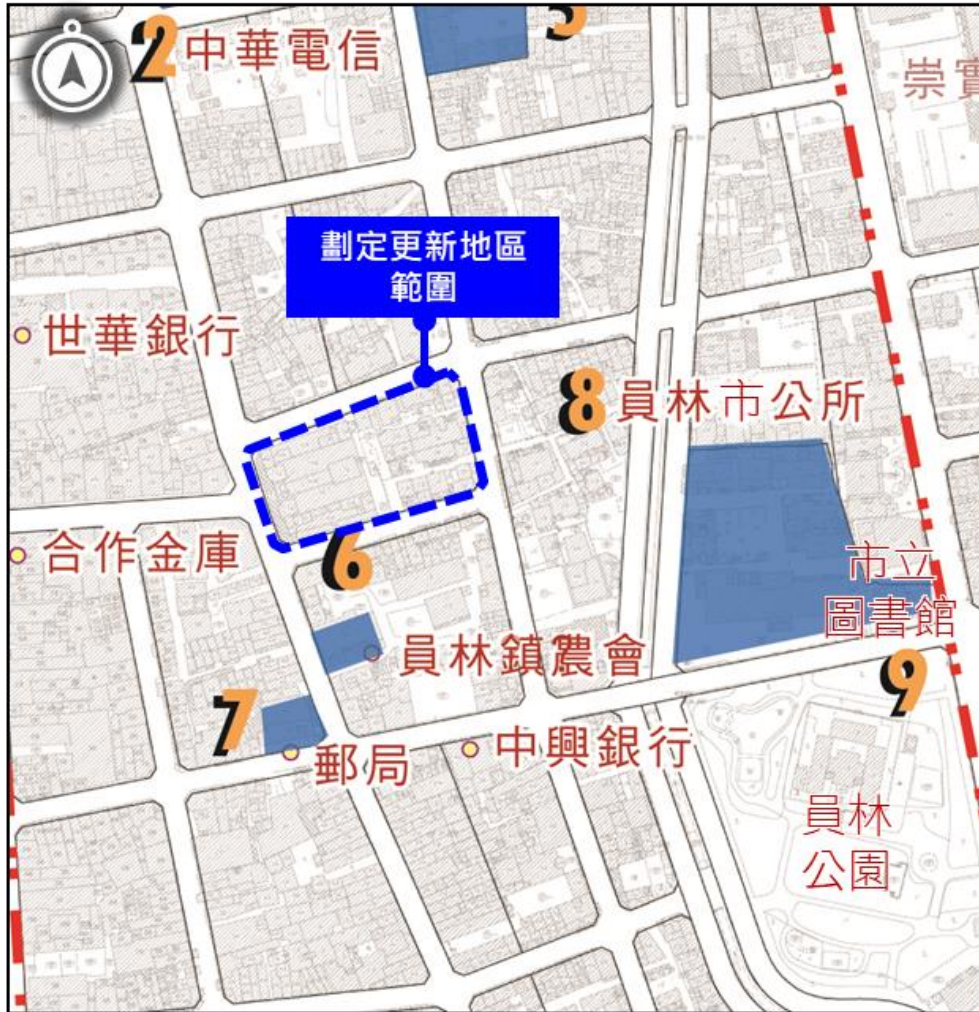 2 中華電信
崇實
劃定更新地區
範圍
世華銀行
8 員林市公所
合作金庫
6
市立
圖書館
員林鎮農會
9
7
郵局
中興銀行
員林
公園